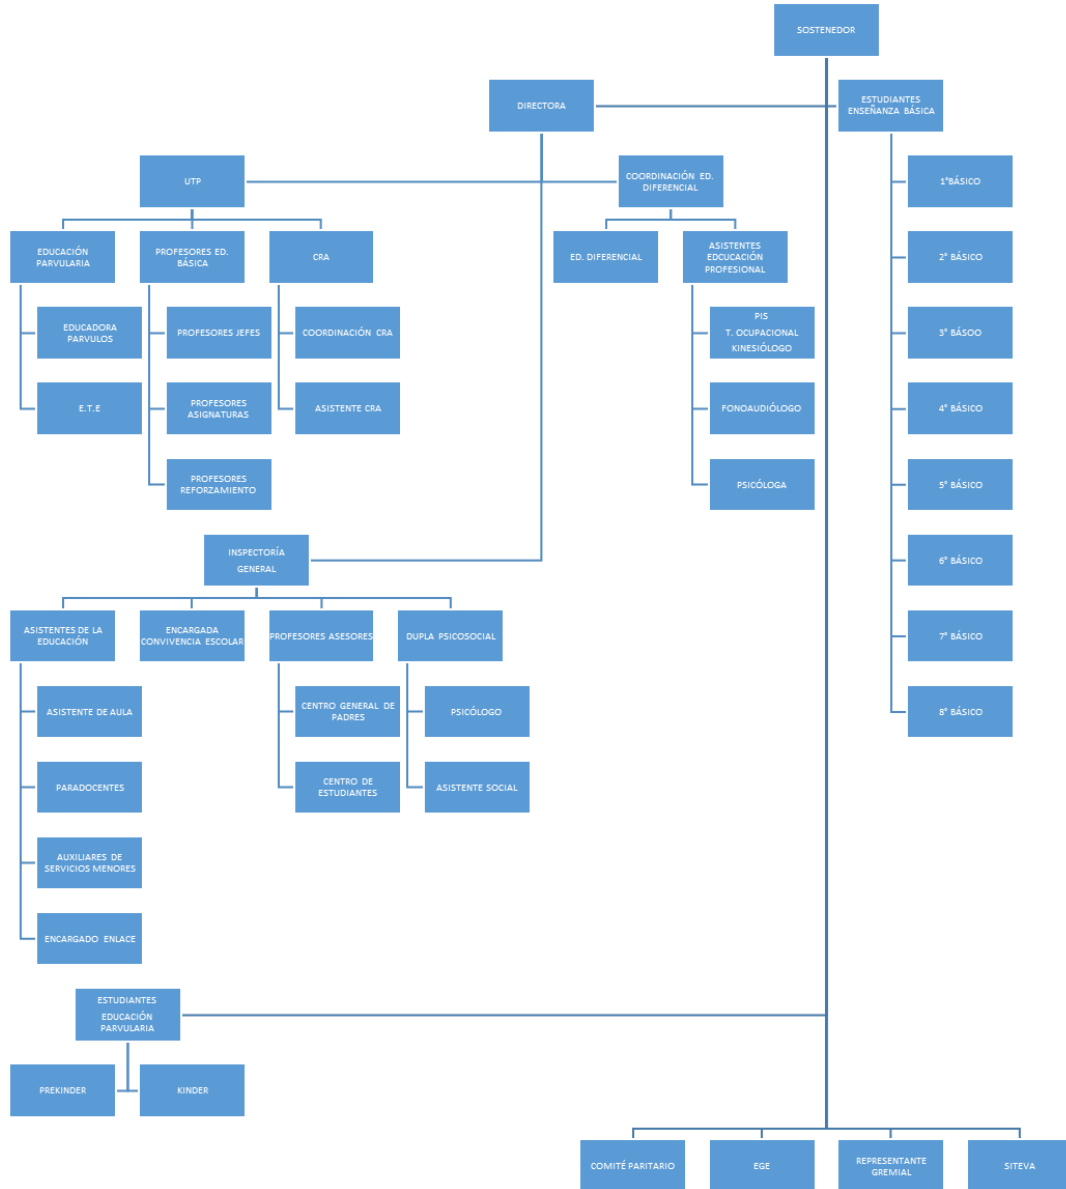 SOSTENEDOR
DIRECTORA
ESTUDIANTES
ENSEÑANZA BÁSICA
UTP
COORDINACIÓN ED.
DIFERENCIAL
1°BÁSICO
EDUCACIÓN
PARVULARIA
PROFESORES ED.
BÁSICA
CRA
ED. DIFERENCIAL
ASISTENTES
EDCUCACIÓN
PROFESIONAL
2° BÁSICO
EDUCADORA
PARVULOS
PROFESORES JEFES
COORDINACIÓN CRA
PIS
T. OCUPACIONAL
KINESIÓLOGO
3° BÁSOO
E.T.E
PROFESORES
ASIGNATURAS
ASISTENTE CRA
FONOAUDIÓLOGO
4° BÁSICO
PROFESORES
REFORZAMIENTO
PSICÓLOGA
5° BÁSICO
INSPECTORÍA
GENERAL
6° BÁSICO
ASISTENTES DE LA
EDUCACIÓN
ENCARGADA
CONVIVENCIA ESCOLAR
PROFESORES ASESORES
DUPLA PSICOSOCIAL
7° BÁSICO
ASISTENTE DE AULA
CENTRO GENERAL DE
PADRES
PSICÓLOGO
8° BÁSICO
PARADOCENTES
CENTRO DE
ESTUDIANTES
ASISTENTE SOCIAL
AUXILIARES DE
SERVICIOS MENORES
ENCARGADO ENLACE
ESTUDIANTES
EDUCACIÓN
PARVULARIA
PREKINDER
KINDER
COMITÉ PARITARIO
EGE
REPRESENTANTE
GREMIAL
SITEVA